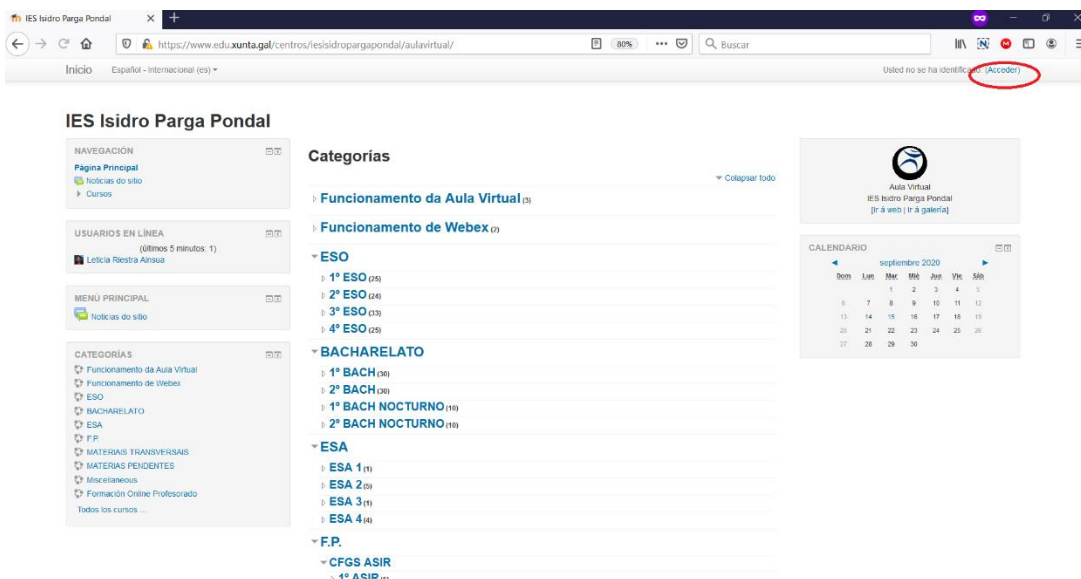 IES Isidro Parga Pondal
https://www.edu.xunta.gal/centros/iesisidropargapondal/aulavirtual/
80%
Buscar
Inicio
Español - Internacional (es)
Usted no se ha identificado. (Acceder)
IES Isidro Parga Pondal
NAVEGACIÓN
Página Principal
Noticias do sitio
Cursos
USUARIOS EN LÍNEA
(últimos 5 minutos: 1)
Leticia Riestra Ainsua
MENÚ PRINCIPAL
Noticias do sitio
CATEGORÍAS
Funcionamento da Aula Virtual
Funcionamento de Webex
ESO
BACHARELATO
ESA
F.P.
MATERIAIS TRANSVERSAIS
MATERIAS PENDENTES
Miscellaneous
Formación Online Profesorado
Todos los cursos ...
Categorías
Colapsar todo
Funcionamento da Aula Virtual (3)
Funcionamento de Webex (2)
ESO
1º ESO (25)
2º ESO (24)
3º ESO (33)
4º ESO (25)
BACHARELATO
1º BACH (30)
2º BACH (30)
1º BACH NOCTURNO (10)
2º BACH NOCTURNO (10)
ESA
ESA 1 (1)
ESA 2 (5)
ESA 3 (1)
ESA 4 (4)
F.P.
CFGS ASIR
1º ASIR
Aula Virtual
IES Isidro Parga Pondal
[Ir á web | Ir á galería]
CALENDARIO
septiembre 2020
Dom Lun Mar Mié Jue Vie Sáb
1 2 3 4 5
6 7 8 9 10 11 12
13 14 15 16 17 18 19
20 21 22 23 24 25 26
27 28 29 30